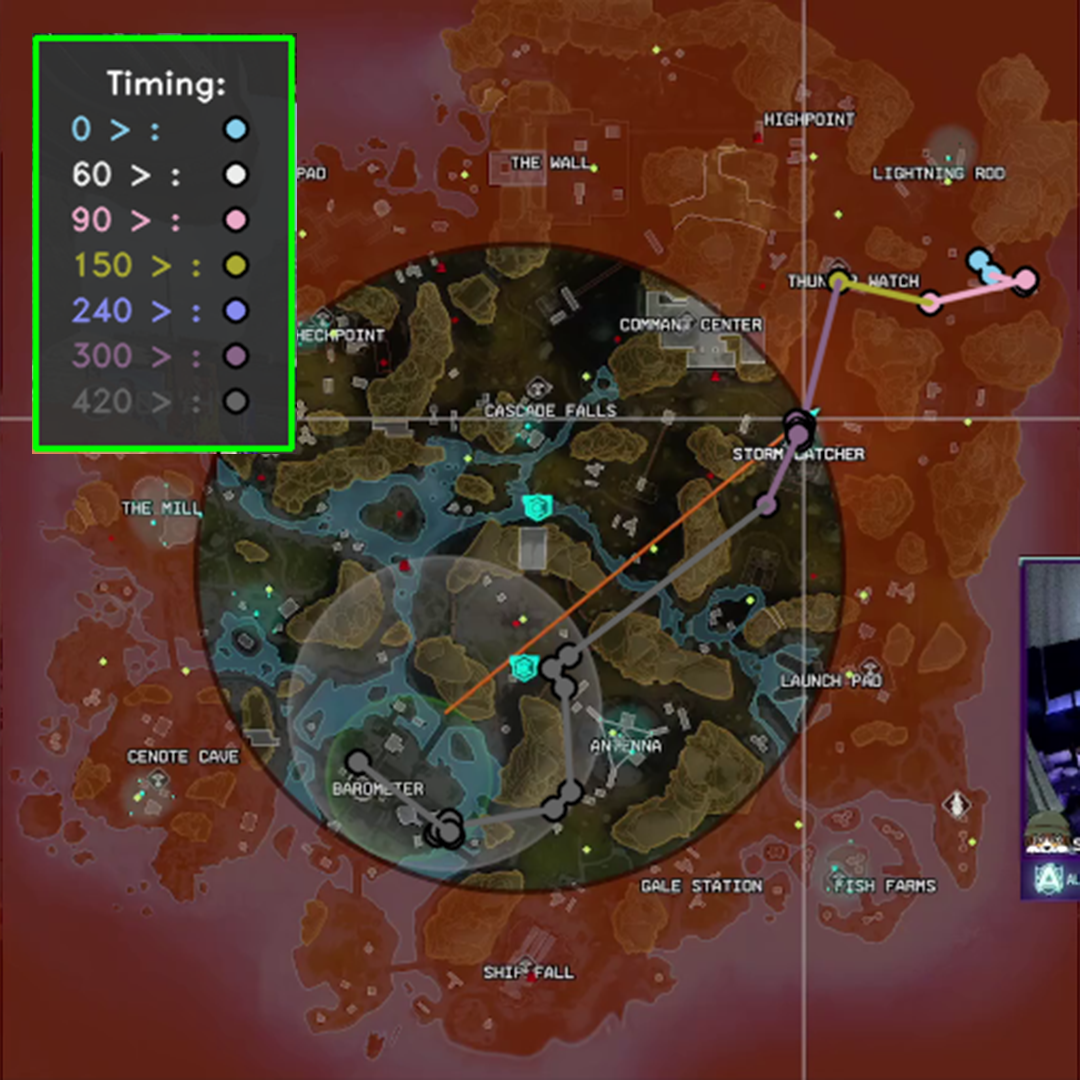 Timing:
0 > :
60 > :
90 > :
150 > :
240 > :
300 > :
420 > :
HIGHPOINT
THE WALL
PAD
LIGHTNING ROD
THUNDER WATCH
COMMAND CENTER
HECKPOINT
CASCADE FALLS
STORM CATCHER
THE MILL
LAUNCH PAD
ANTENNA
CENOTE CAVE
BAROMETER
GALE STATION
FISH FARMS
SHIP FALL